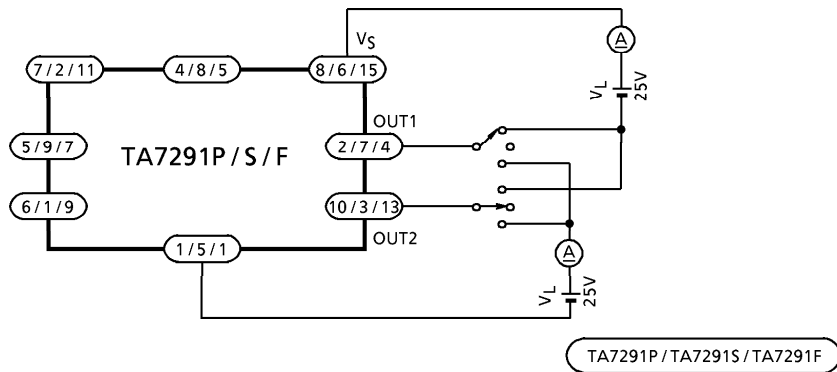 VS
7 / 2 / 11
4 / 8 / 5
8 / 6 / 15
A
VL
25V
OUT1
5 / 9 / 7
TA7291P / S / F
2 / 7 / 4
6 / 1 / 9
10 / 3 / 13
OUT2
1 / 5 / 1
A
VL
25V
TA7291P / TA7291S / TA7291F